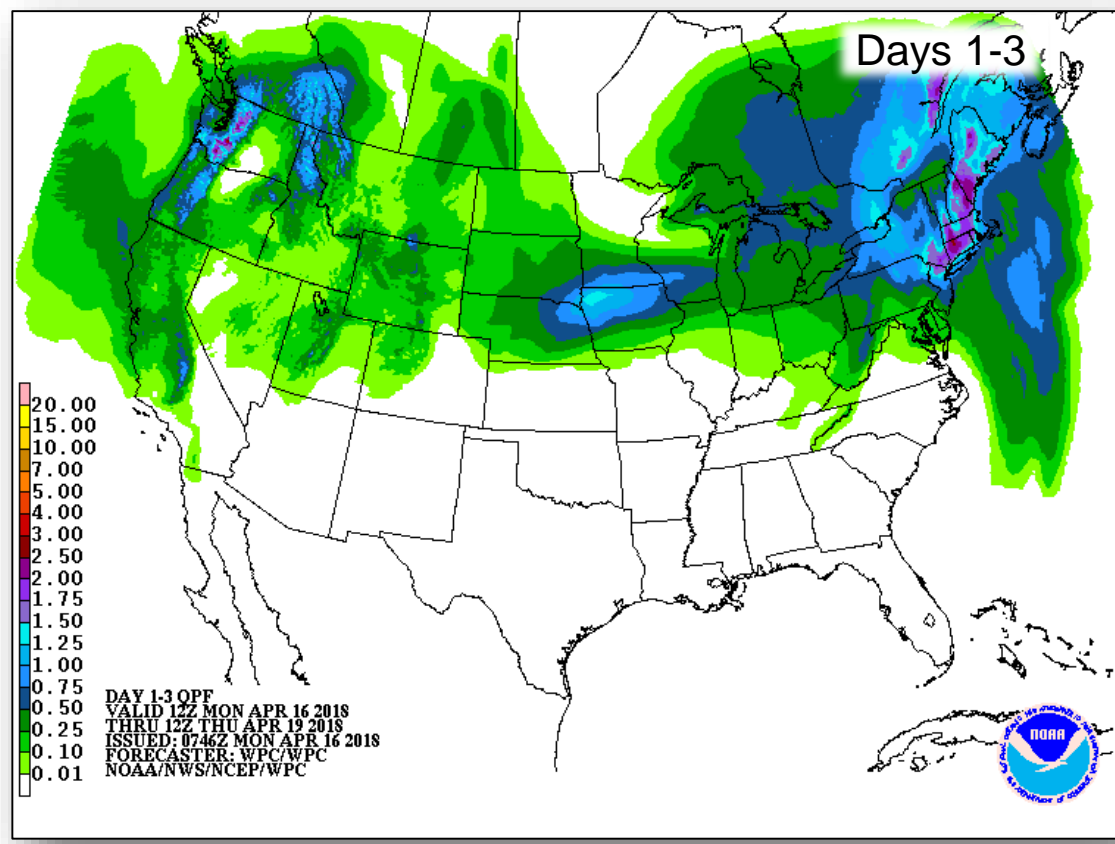 Days 1-3
20.00
15.00
10.00
7.00
5.00
4.00
3.00
2.50
2.00
1.75
1.50
1.25
1.00
0.75
0.50
0.25
0.10
0.01
DAY 1-3 QPF
VALID 12Z MON APR 16 2018
THRU 12Z THU APR 19 2018
ISSUED: 0746Z MON APR 16 2018
FORECASTER: WPC/WPC
NOAA/NWS/NCEP/WPC
NOAA